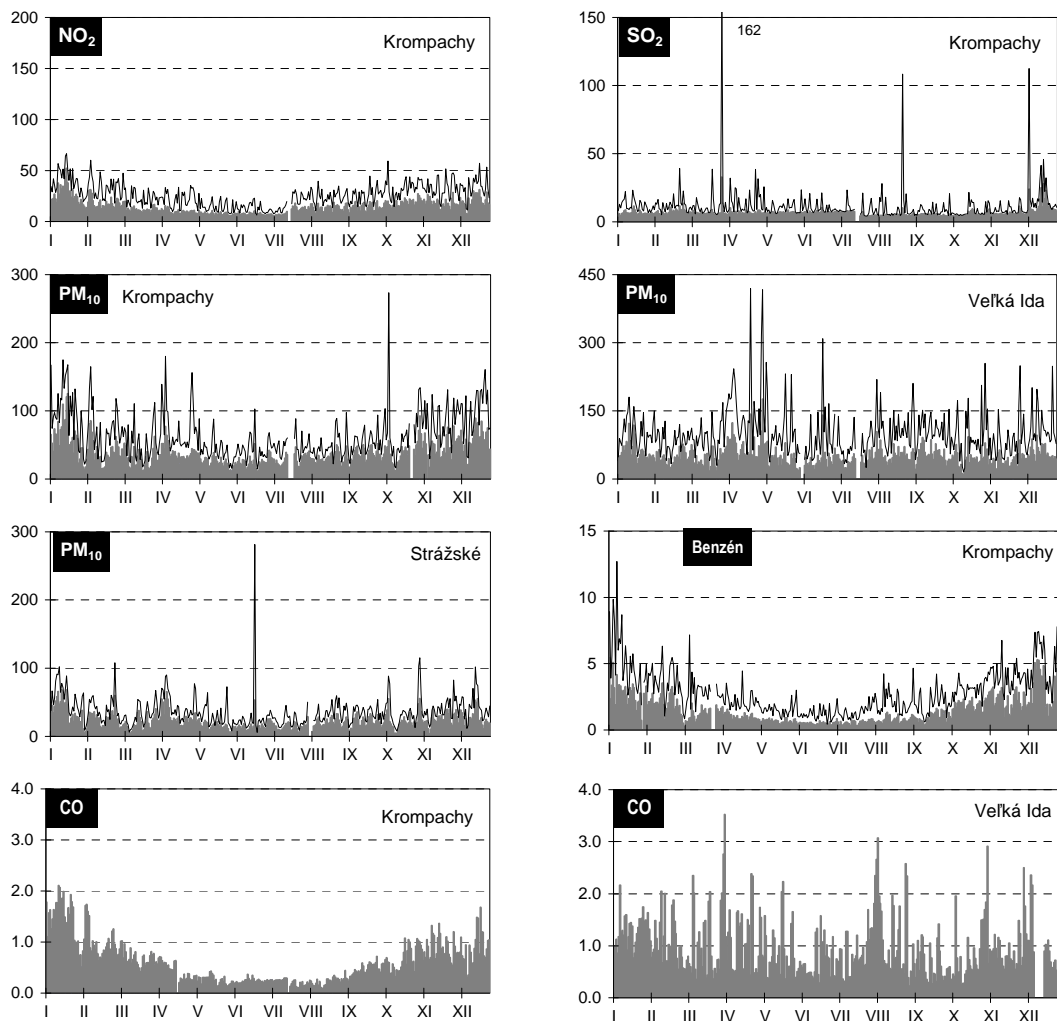 NO₂
Krompachy
200
150
100
50
0
I II III IV V VI VII VIII IX X XI XII
SO₂
162
Krompachy
150
100
50
0
I II III IV V VI VII VIII IX X XI XII
PM₁₀ Krompachy
300
200
100
0
I II III IV V VI VII VIII IX X XI XII
PM₁₀
Veľká Ida
450
300
150
0
I II III IV V VI VII VIII IX X XI XII
PM₁₀
Strážské
300
200
100
0
I II III IV V VI VII VIII IX X XI XII
Benzén
Krompachy
15
10
5
0
I II III IV V VI VII VIII IX X XI XII
CO
Krompachy
4.0
3.0
2.0
1.0
0.0
I II III IV V VI VII VIII IX X XI XII
CO
Veľká Ida
4.0
3.0
2.0
1.0
0.0
I II III IV V VI VII VIII IX X XI XII